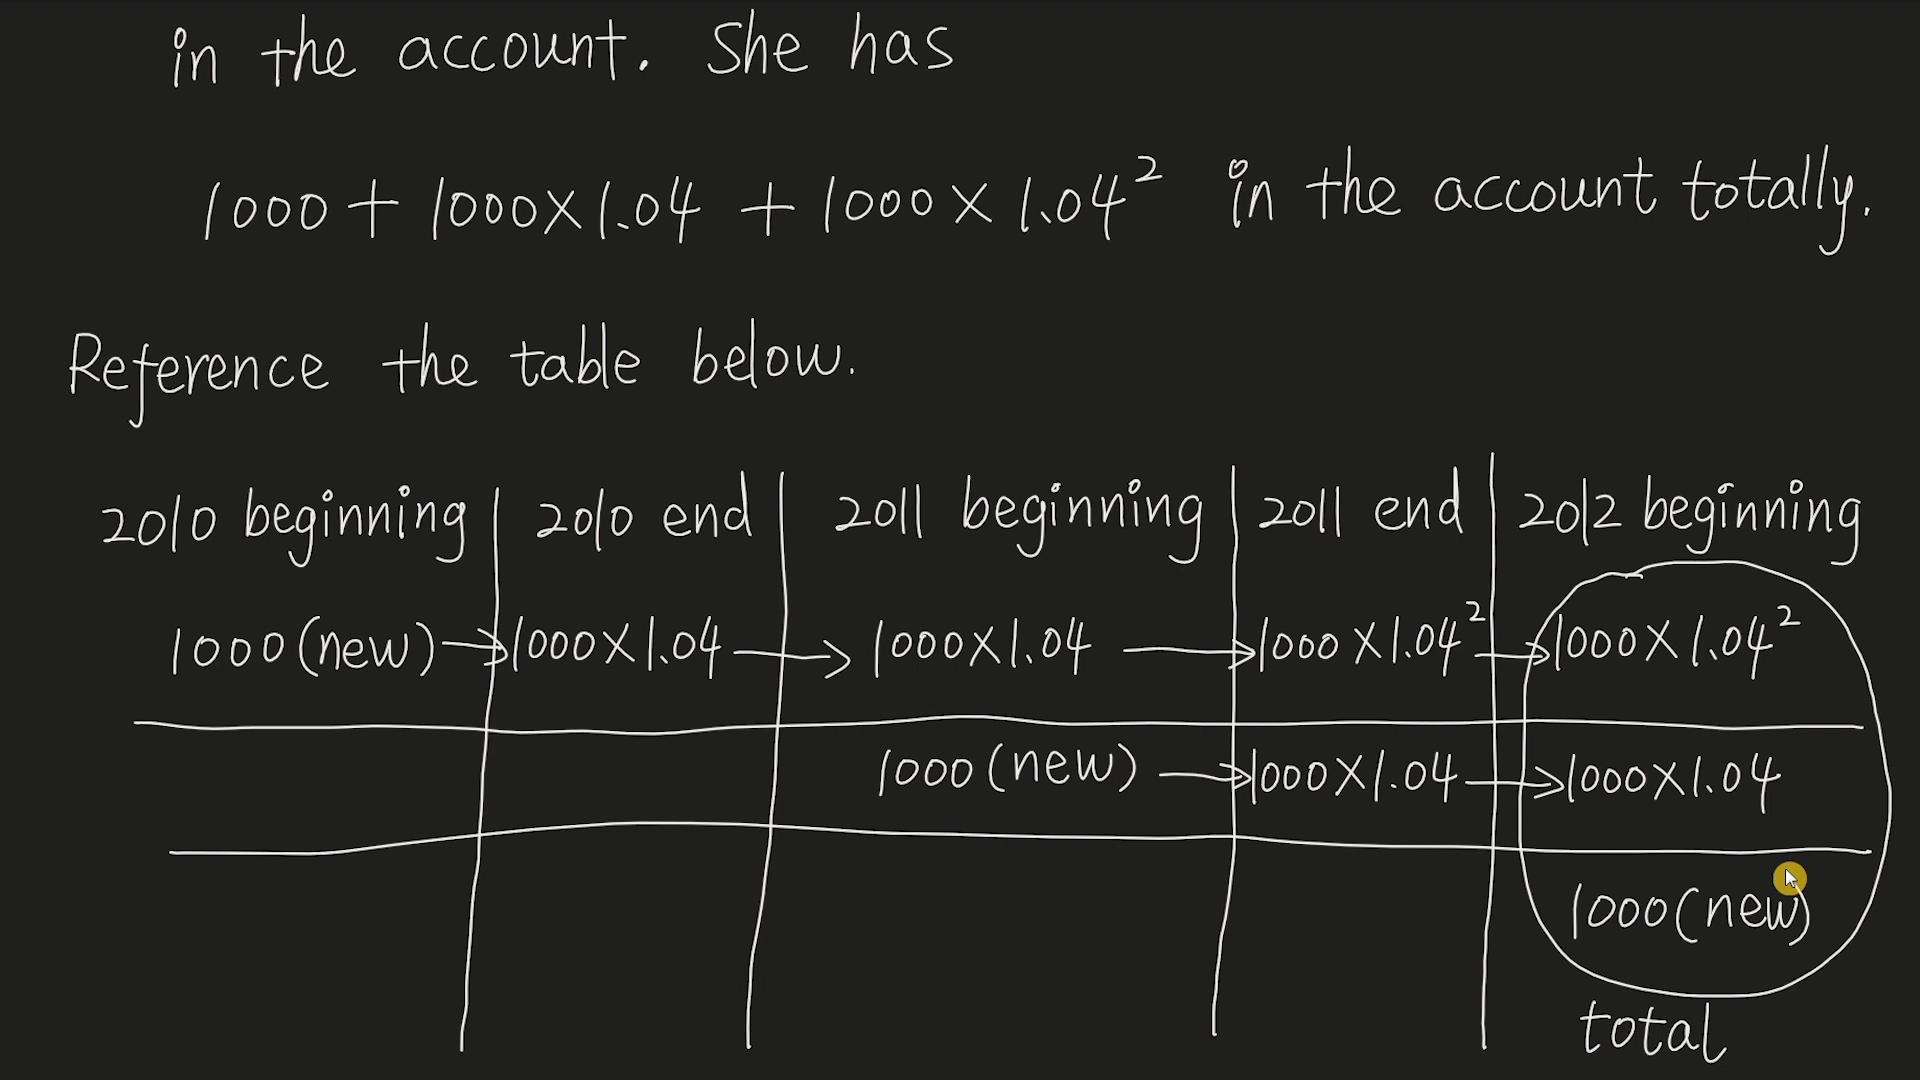 in the account. She has
1000 + 1000 × 1.04 + 1000 × 1.04² in the account totally.
Reference the table below.
2010 beginning 2010 end 2011 beginning 2011 end 2012 beginning
1000 (new) → 1000 × 1.04 → 1000 × 1.04 → 1000 × 1.04² → 1000 × 1.04²
1000 (new) → 1000 × 1.04 → 1000 × 1.04
1000 (new)
total